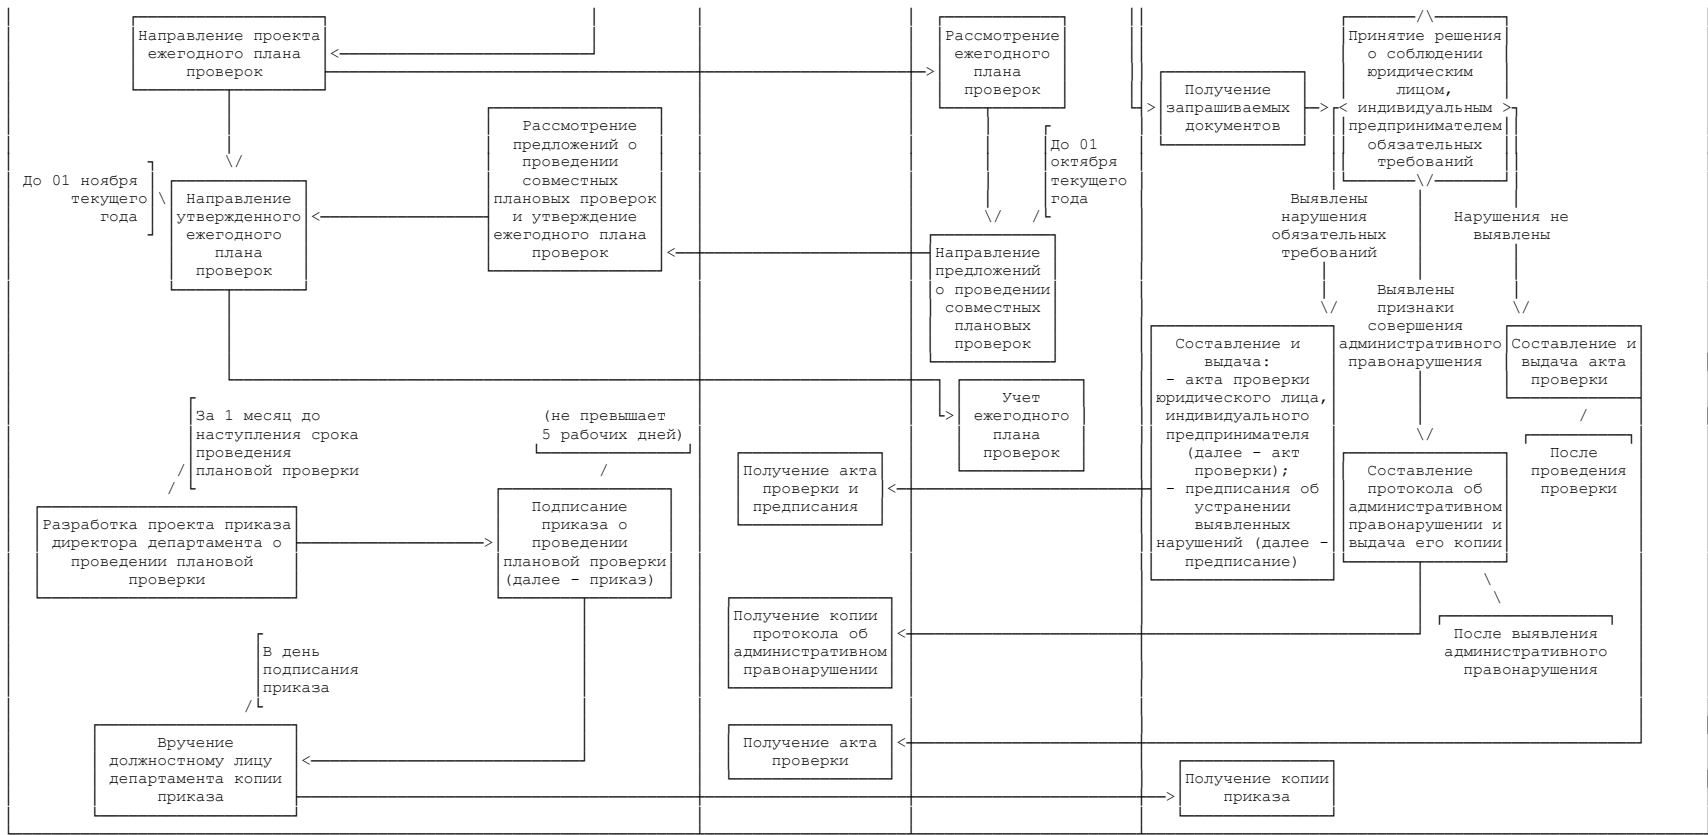 Направление проекта
ежегодного плана
проверок
Рассмотрение
ежегодного
плана
проверок
Принятие решения
о соблюдении
юридическим
лицом,
индивидуальным
предпринимателем
обязательных
требований
Получение
запрашиваемых
документов
Рассмотрение
предложений о
проведении
совместных
плановых проверок
и утверждение
ежегодного плана
проверок
До 01
октября
текущего
года
До 01 ноября
текущего
года
Направление
утвержденного
ежегодного
плана
проверок
Выявлены
нарушения
обязательных
требований
Нарушения не
выявлены
Направление
предложений
о проведении
совместных
плановых
проверок
Выявлены
признаки
совершения
административного
правонарушения
Составление и
выдача:
- акта проверки
юридического лица,
индивидуального
предпринимателя
(далее - акт
проверки);
- предписания об
устранении
выявленных
нарушений (далее -
предписание)
Составление и
выдача акта
проверки
Учет
ежегодного
плана
проверок
За 1 месяц до
наступления срока
проведения
плановой проверки
(не превышает
5 рабочих дней)
После
проведения
проверки
Получение акта
проверки и
предписания
Составление
протокола об
административном
правонарушении и
выдача его копии
Разработка проекта приказа
директора департамента о
проведении плановой
проверки
Подписание
приказа о
проведении
плановой проверки
(далее - приказ)
Получение копии
протокола об
административном
правонарушении
После выявления
административного
правонарушения
В день
подписания
приказа
Вручение
должностному лицу
департамента копии
приказа
Получение акта
проверки
Получение копии
приказа